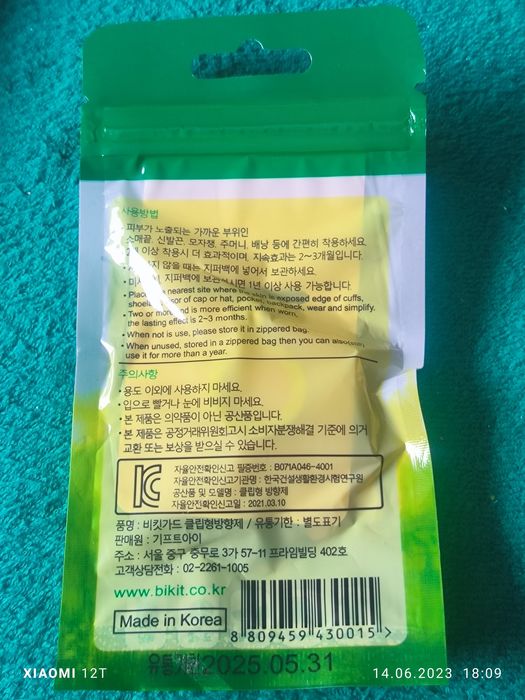 사용방법
피부가 노출되는 가까운 부위인
소매끝, 신발끈, 모자챙, 주머니, 배낭 등에 간편히 착용하세요.
이상 착용시 더 효과적이며, 지속효과는 2~3개월입니다.
않을 때는 지퍼백에 넣어서 보관하세요.
지퍼백에 보관하시면 1년 이상 사용 가능합니다.
nearest site where the skin is exposed edge of cuffs,
of cap or hat, pocket, backpack, wear and simplify.
• Two or more and is more efficient when worn,
the lasting effect is 2~3 months.
• When not is use, please store it in zippered bag.
• When unused, stored in a zippered bag then you can also
use it for more than a year.
주의사항
• 용도 이외에 사용하지 마세요.
• 입으로 빨거나 눈에 비비지 마세요.
• 본 제품은 의약품이 아닌 공산품입니다.
• 본 제품은 공정거래위원회고시 소비자분쟁해결 기준에 의거
교환 또는 보상을 받으실 수 있습니다.
자율안전확인신고 필증번호 : B071A046-4001
자율안전확인신고기관명 : 한국건설생활환경시험연구원
공산품 및 모델명 : 클립형 방향제
자율안전확인신고일 : 2021.03.10
품명 : 비킷가드 클립형방향제 / 유통기한 : 별도표기
판매원 : 기프트아이
주소 : 서울 중구 충무로 3가 57-11 프라임빌딩 402호
고객상담전화 : 02-2261-1005
www.bikit.co.kr
Made in Korea
8 809459 430015 >
유통기한 2025.05.31
XIAOMI 12T
14.06.2023 18:09